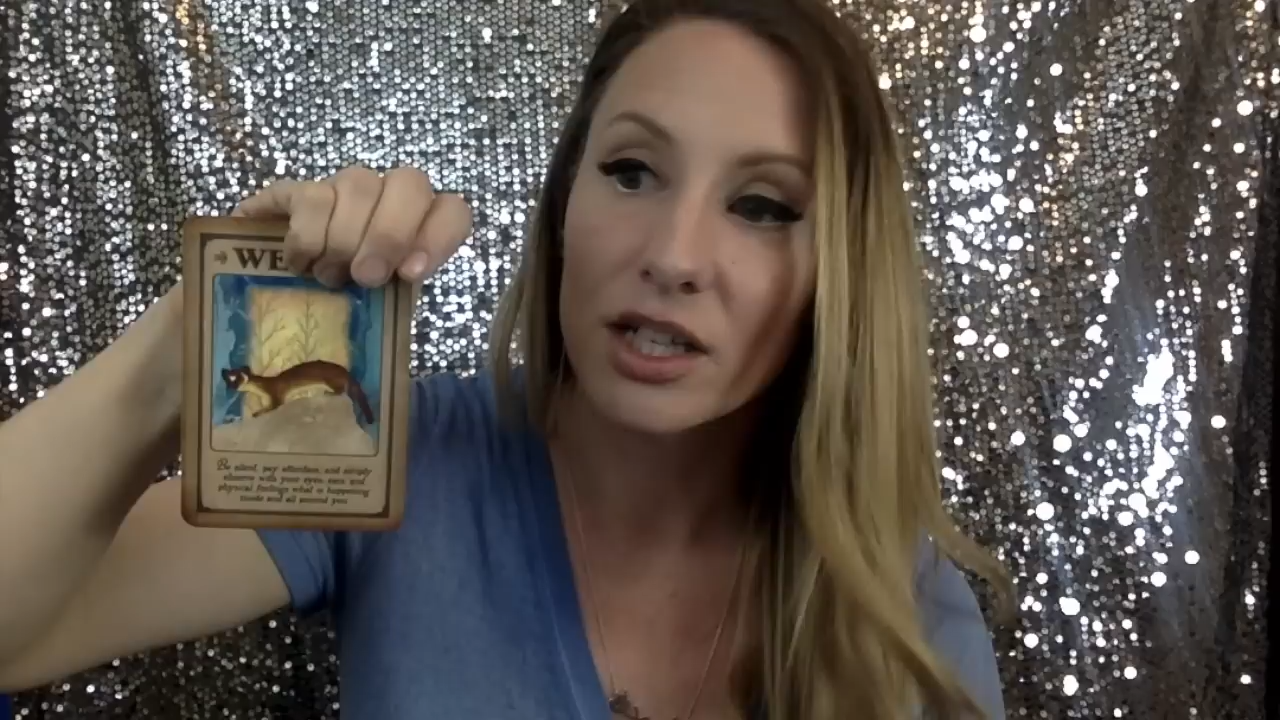 WE
Be silent, pay attention, and simply
observe with your eyes, ears, and
physical feelings what is happening
inside and all around you.